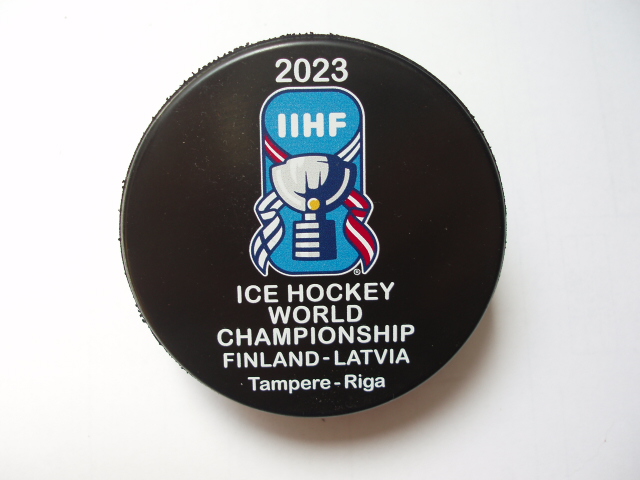 2023
IIHF
®
ICE HOCKEY
WORLD
CHAMPIONSHIP
FINLAND-LATVIA
Tampere-Riga